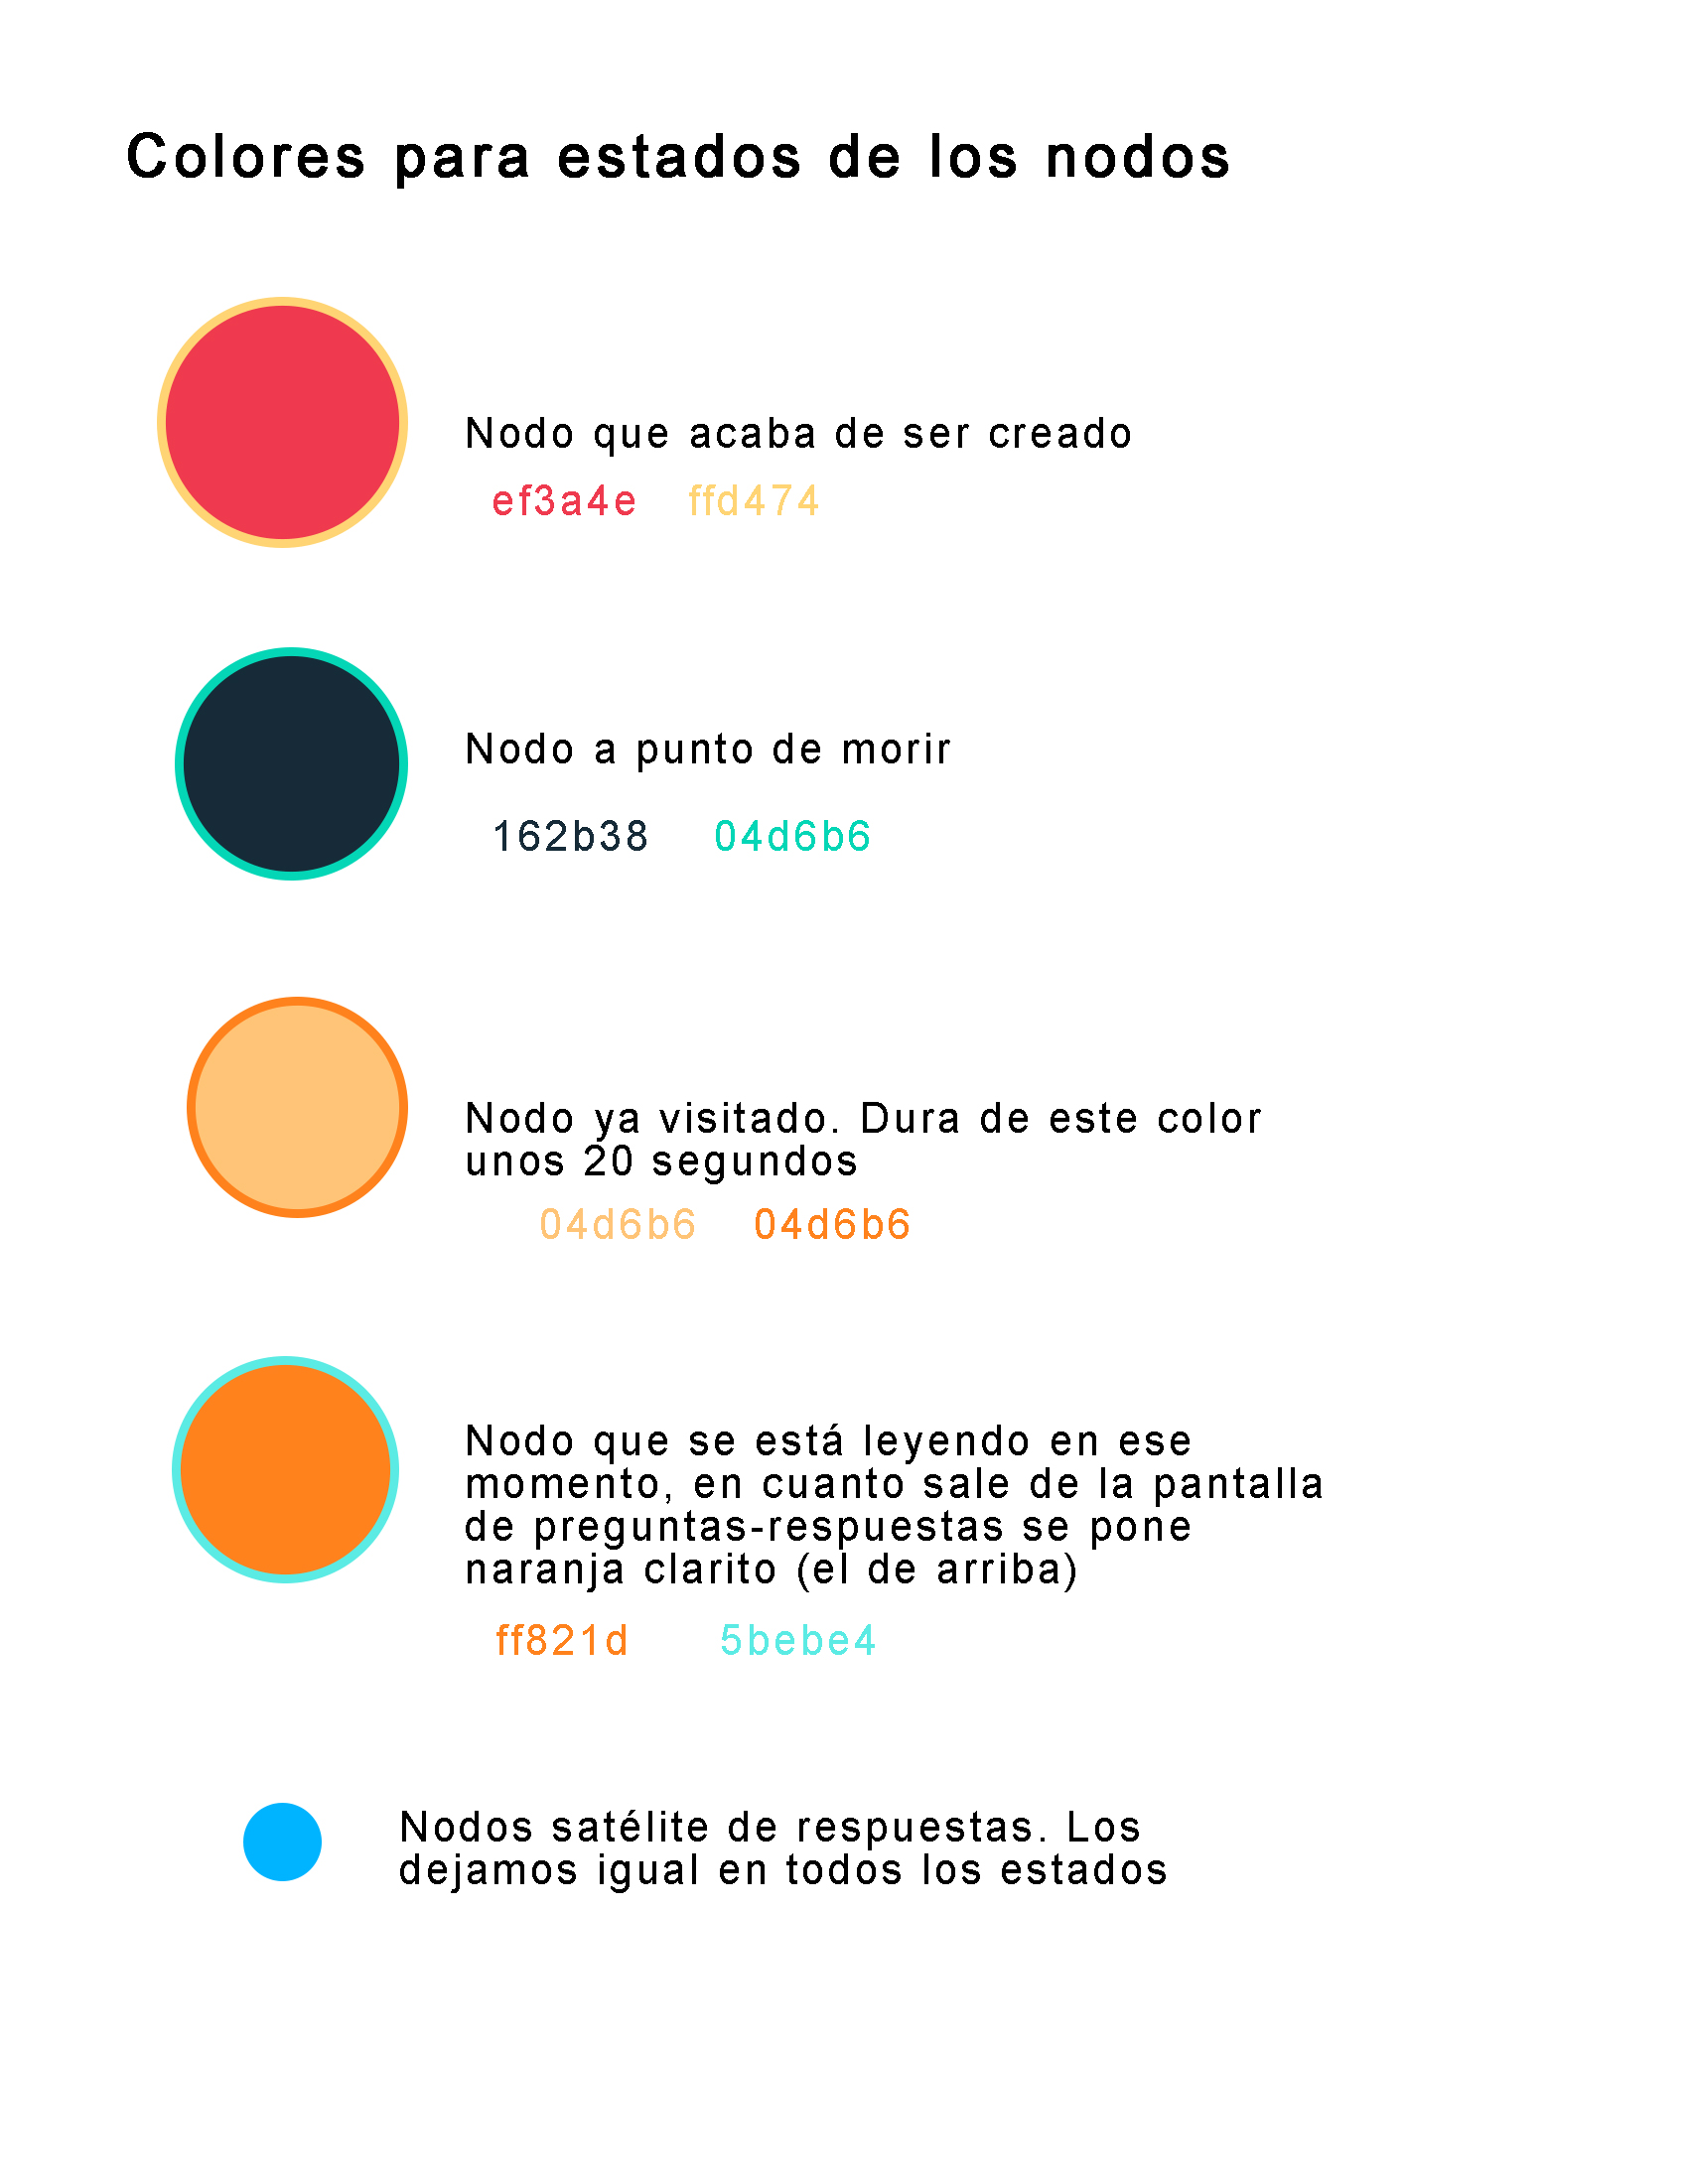 Colores para estados de los nodos
Nodo que acaba de ser creado
ef3a4e ffd474
Nodo a punto de morir
162b38 04d6b6
Nodo ya visitado. Dura de este color
unos 20 segundos
04d6b6 04d6b6
Nodo que se está leyendo en ese
momento, en cuanto sale de la pantalla
de preguntas-respuestas se pone
naranja clarito (el de arriba)
ff821d 5bebe4
Nodos satélite de respuestas. Los
dejamos igual en todos los estados